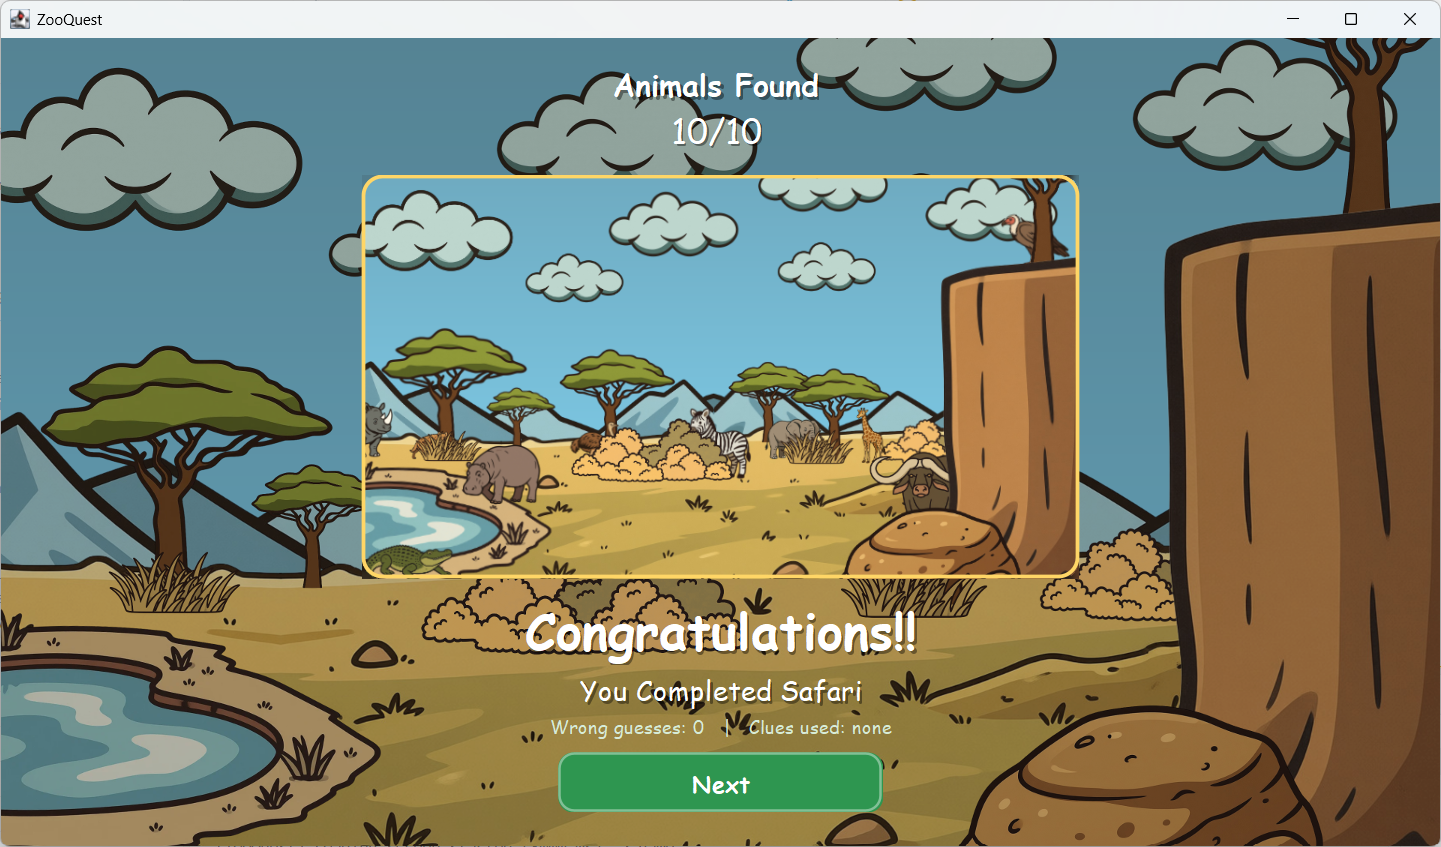 ZooQuest
Animals Found
10/10
Congratulations!!
You Completed Safari
Wrong guesses: 0 | Clues used: none
Next